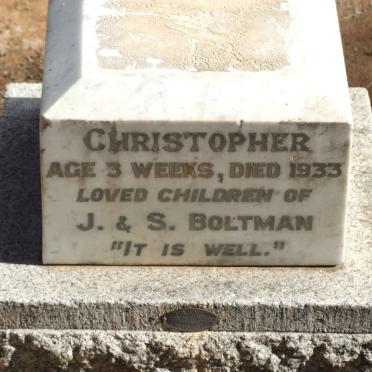 CHRISTOPHER
AGE 3 WEEKS, DIED 1933
LOVED CHILDREN OF
J. & S. BOLTMAN
"IT IS WELL."